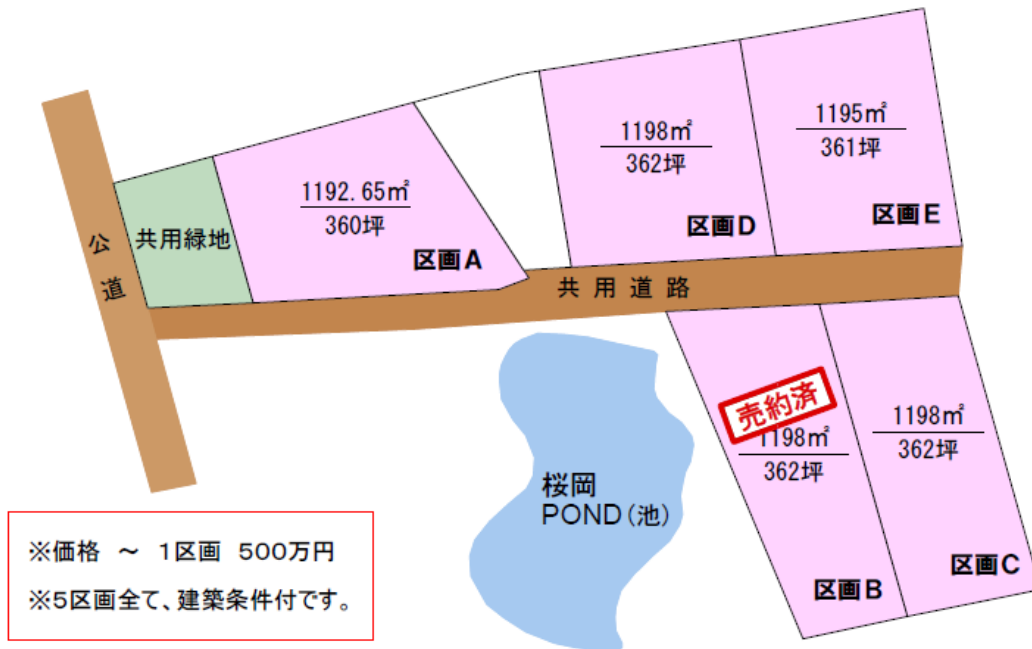 1195㎡
361坪
区画E
1198㎡
362坪
区画D
1192.65㎡
360坪
区画A
共用緑地
公道
共用道路
売約済
1198㎡
362坪
区画B
1198㎡
362坪
区画C
桜岡
POND(池)
※価格 ～ 1区画 500万円
※5区画全て、建築条件付です。